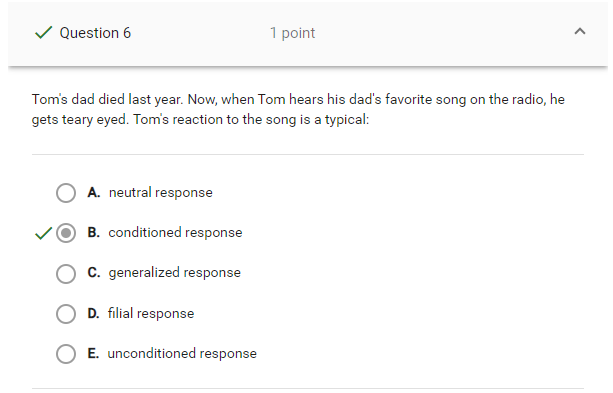 Question 6 1 point
Tom's dad died last year. Now, when Tom hears his dad's favorite song on the radio, he
gets teary eyed. Tom's reaction to the song is a typical:
A. neutral response
B. conditioned response
C. generalized response
D. filial response
E. unconditioned response